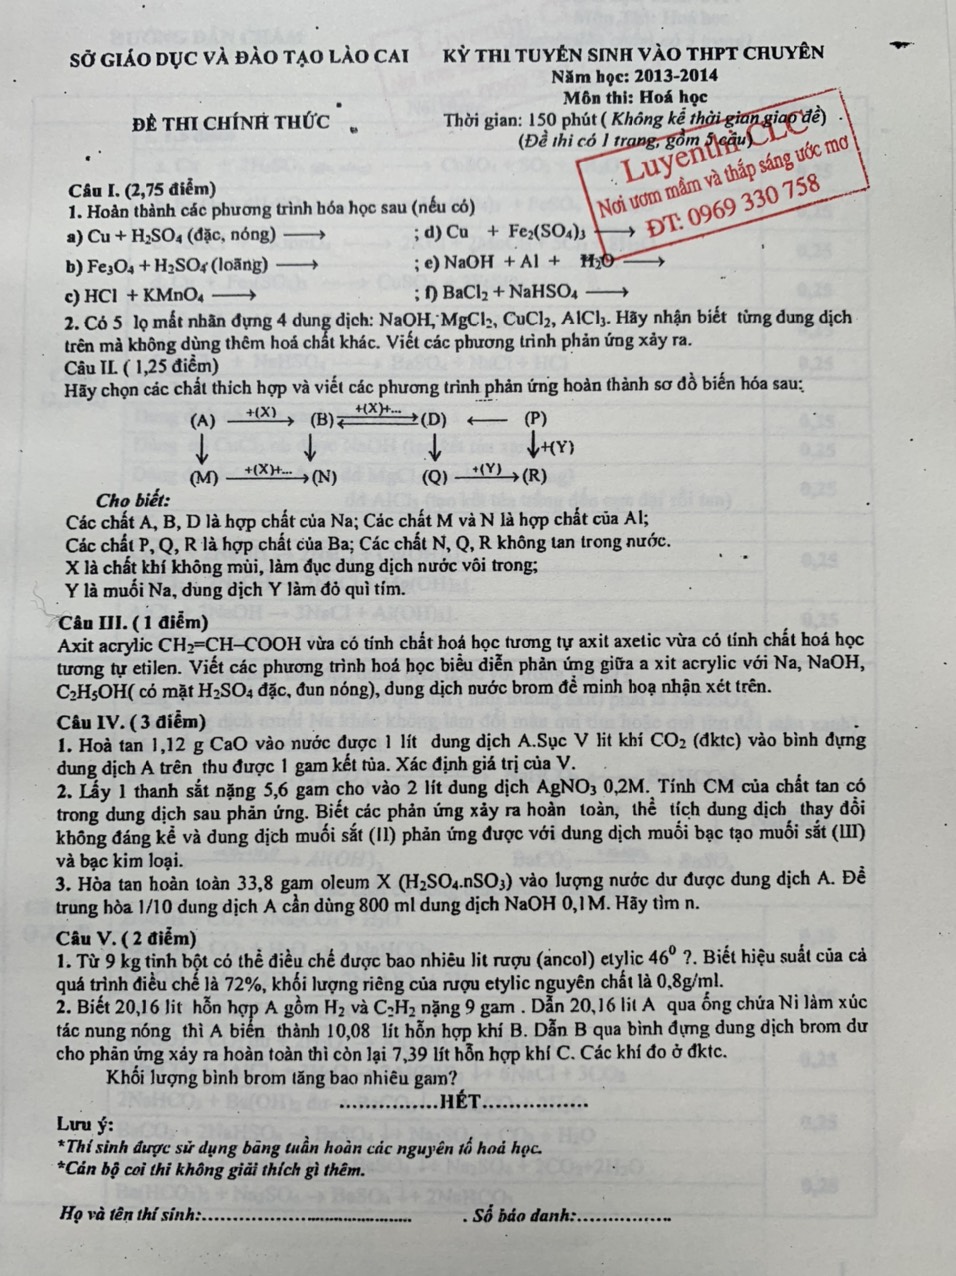 SỞ GIÁO DỤC VÀ ĐÀO TẠO LÀO CAI
KỲ THI TUYỂN SINH VÀO THPT CHUYÊN
Năm học: 2013-2014
Môn thi: Hoá học
ĐỀ THI CHÍNH THỨC
Thời gian: 150 phút ( Không kể thời gian giao đề)
(Đề thi có 1 trang, gồm 5 câu)
Luyenthi CLC
Nơi ươm mầm và thắp sáng ước mơ
ĐT: 0969 330 758
Câu I. (2,75 điểm)
1. Hoàn thành các phương trình hóa học sau (nếu có)
a) Cu + H₂SO₄ (đặc, nóng) ⟶ ; d) Cu + Fe₂(SO₄)₃ ⟶
b) Fe₃O₄ + H₂SO₄ (loãng) ⟶ ; e) NaOH + Al + H₂O ⟶
c) HCl + KMnO₄ ⟶ ; f) BaCl₂ + NaHSO₄ ⟶
2. Có 5 lọ mất nhãn đựng 4 dung dịch: NaOH, MgCl₂, CuCl₂, AlCl₃. Hãy nhận biết từng dung dịch
trên mà không dùng thêm hoá chất khác. Viết các phương trình phản ứng xảy ra.
Câu II. ( 1,25 điểm)
Hãy chọn các chất thích hợp và viết các phương trình phản ứng hoàn thành sơ đồ biến hóa sau:
(A) +(X) (B) +(X)+... (D) (P)
+(Y)
(M) +(X)+... (N) (Q) +(Y) (R)
Cho biết:
Các chất A, B, D là hợp chất của Na; Các chất M và N là hợp chất của Al;
Các chất P, Q, R là hợp chất của Ba; Các chất N, Q, R không tan trong nước.
X là chất khí không mùi, làm đục dung dịch nước vôi trong;
Y là muối Na, dung dịch Y làm đỏ quì tím.
Câu III. ( 1 điểm)
Axit acrylic CH₂=CH–COOH vừa có tính chất hoá học tương tự axit axetic vừa có tính chất hoá học
tương tự etilen. Viết các phương trình hoá học biểu diễn phản ứng giữa a xit acrylic với Na, NaOH,
C₂H₅OH( có mặt H₂SO₄ đặc, đun nóng), dung dịch nước brom để minh hoạ nhận xét trên.
Câu IV. ( 3 điểm)
1. Hoà tan 1,12 g CaO vào nước được 1 lít dung dịch A.Sục V lit khí CO₂ (đktc) vào bình đựng
dung dịch A trên thu được 1 gam kết tủa. Xác định giá trị của V.
2. Lấy 1 thanh sắt nặng 5,6 gam cho vào 2 lít dung dịch AgNO₃ 0,2M. Tính CM của chất tan có
trong dung dịch sau phản ứng. Biết các phản ứng xảy ra hoàn toàn, thể tích dung dịch thay đổi
không đáng kể và dung dịch muối sắt (II) phản ứng được với dung dịch muối bạc tạo muối sắt (III)
và bạc kim loại.
3. Hòa tan hoàn toàn 33,8 gam oleum X (H₂SO₄.nSO₃) vào lượng nước dư được dung dịch A. Để
trung hòa 1/10 dung dịch A cần dùng 800 ml dung dịch NaOH 0,1M. Hãy tìm n.
Câu V. ( 2 điểm)
1. Từ 9 kg tinh bột có thể điều chế được bao nhiêu lit rượu (ancol) etylic 46⁰ ?. Biết hiệu suất của cả
quá trình điều chế là 72%, khối lượng riêng của rượu etylic nguyên chất là 0,8g/ml.
2. Biết 20,16 lit hỗn hợp A gồm H₂ và C₂H₂ nặng 9 gam . Dẫn 20,16 lit A qua ống chứa Ni làm xúc
tác nung nóng thì A biến thành 10,08 lít hỗn hợp khí B. Dẫn B qua bình đựng dung dịch brom dư
cho phản ứng xảy ra hoàn toàn thì còn lại 7,39 lít hỗn hợp khí C. Các khí đo ở đktc.
Khối lượng bình brom tăng bao nhiêu gam?
................HẾT.................
Lưu ý:
*Thí sinh được sử dụng bảng tuần hoàn các nguyên tố hoá học.
*Cán bộ coi thi không giải thích gì thêm.
Họ và tên thí sinh:................................... . Số báo danh:................